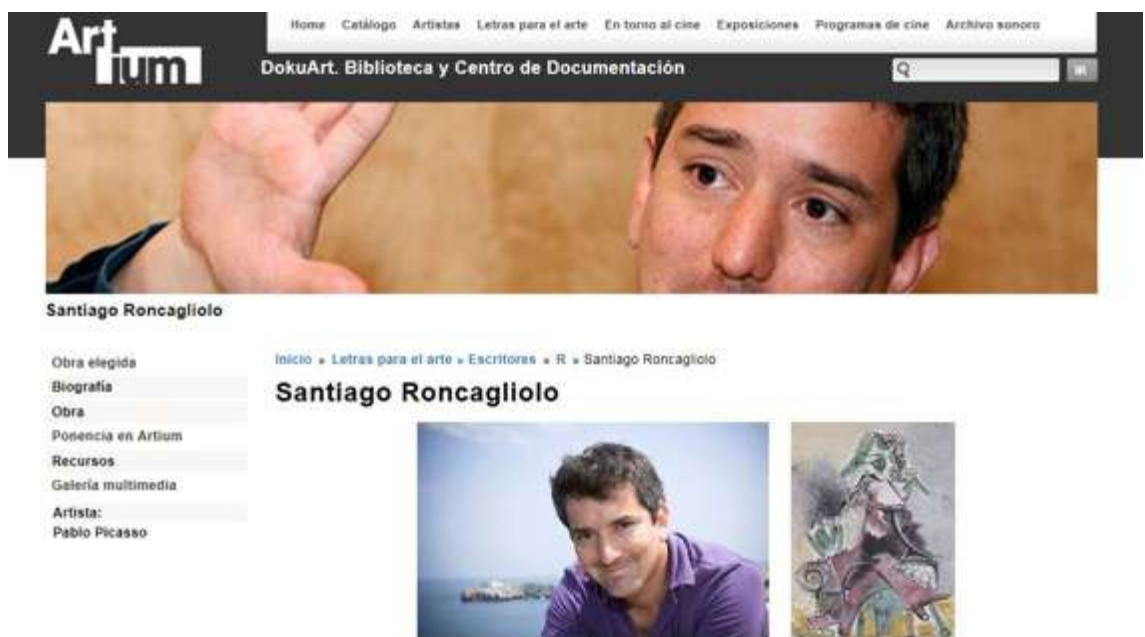 Art
ium
Home Catálogo Artistas Letras para el arte En torno al cine Exposiciones Programas de cine Archivo sonoro
DokuArt. Biblioteca y Centro de Documentación
Santiago Roncagliolo
Obra elegida
Biografía
Obra
Ponencia en Artium
Recursos
Galería multimedia
Artista:
Pablo Picasso
Inicio » Letras para el arte » Escritores » R » Santiago Roncagliolo
Santiago Roncagliolo